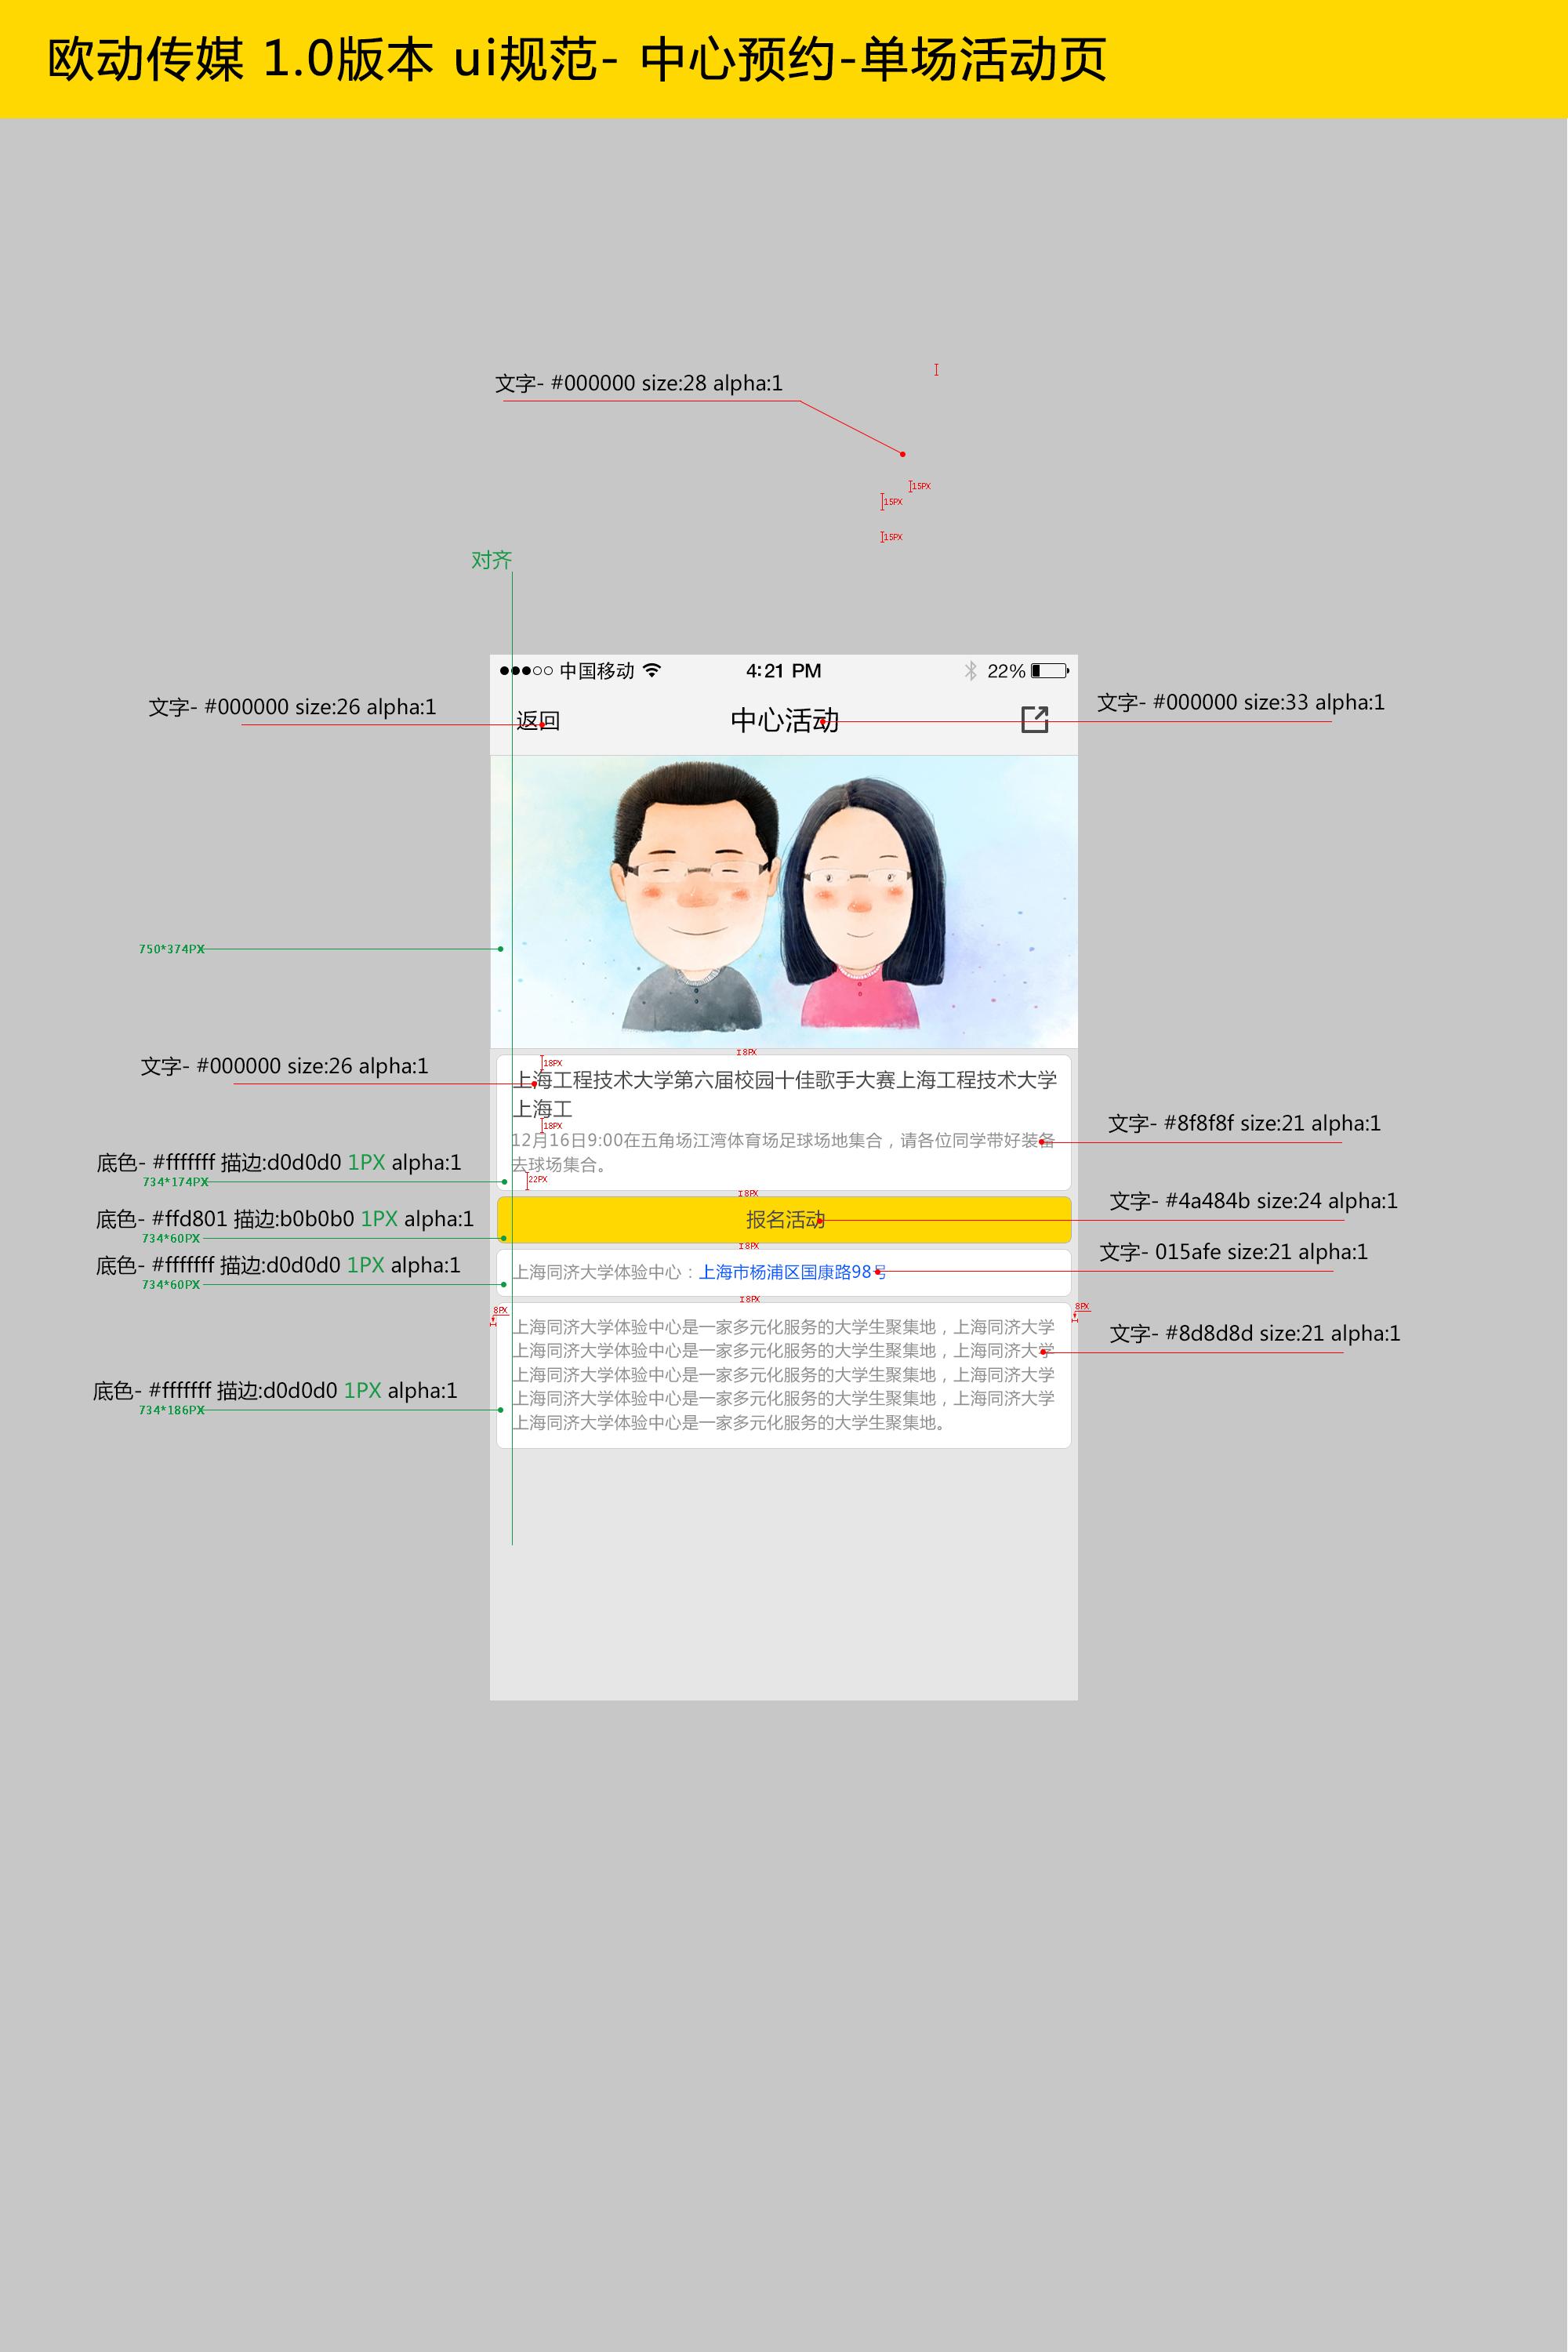 欧动传媒 1.0版本 ui规范- 中心预约-单场活动页
文字- #000000 size:28 alpha:1
15PX
15PX
15PX
对齐
中国移动 4:21 PM 22%
文字- #000000 size:26 alpha:1
返回 中心活动
文字- #000000 size:33 alpha:1
750*374PX
8PX
文字- #000000 size:26 alpha:1
18PX
上海工程技术大学第六届校园十佳歌手大赛上海工程技术大学
上海工
18PX
12月16日9:00在五角场江湾体育场足球场地集合，请各位同学带好装备
去球场集合。
文字- #8f8f8f size:21 alpha:1
22PX
底色- #fffffff 描边:d0d0d0 1PX alpha:1
734*174PX
8PX
底色- #ffd801 描边:b0b0b0 1PX alpha:1
734*60PX
报名活动
文字- #4a484b size:24 alpha:1
8PX
底色- #fffffff 描边:d0d0d0 1PX alpha:1
734*60PX
上海同济大学体验中心：上海市杨浦区国康路98号
文字- 015afe size:21 alpha:1
8PX
8PX
8PX
上海同济大学体验中心是一家多元化服务的大学生聚集地，上海同济大学
上海同济大学体验中心是一家多元化服务的大学生聚集地，上海同济大学
上海同济大学体验中心是一家多元化服务的大学生聚集地，上海同济大学
上海同济大学体验中心是一家多元化服务的大学生聚集地，上海同济大学
上海同济大学体验中心是一家多元化服务的大学生聚集地。
文字- #8d8d8d size:21 alpha:1
底色- #fffffff 描边:d0d0d0 1PX alpha:1
734*186PX